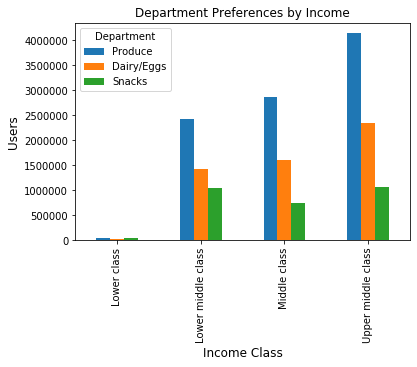 Department Preferences by Income
Department
Produce
Dairy/Eggs
Snacks
Users
4000000
3500000
3000000
2500000
2000000
1500000
1000000
500000
0
Lower class
Lower middle class
Middle class
Upper middle class
Income Class